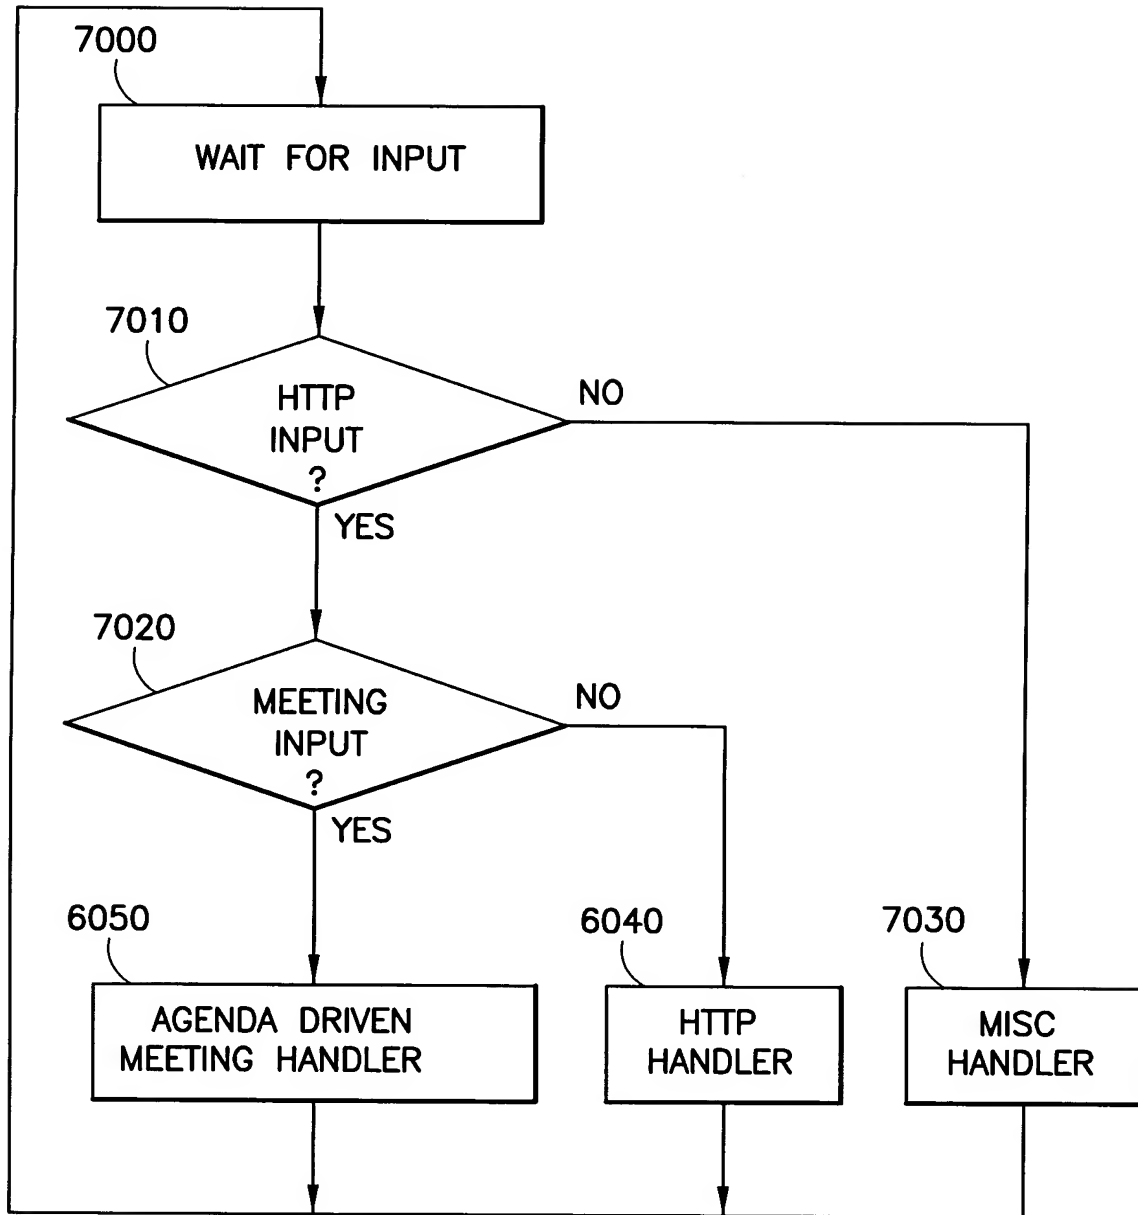 7000
WAIT FOR INPUT
7010
HTTP
INPUT
?
NO
YES
7020
MEETING
INPUT
?
NO
YES
6050
AGENDA DRIVEN
MEETING HANDLER
6040
HTTP
HANDLER
7030
MISC
HANDLER